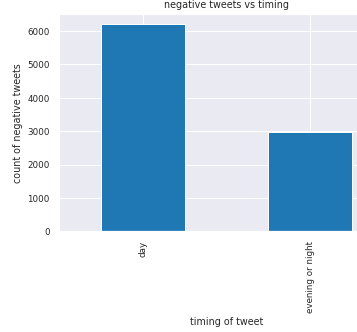 negative tweets vs timing
count of negative tweets
6000
5000
4000
3000
2000
1000
0
day
evening or night
timing of tweet